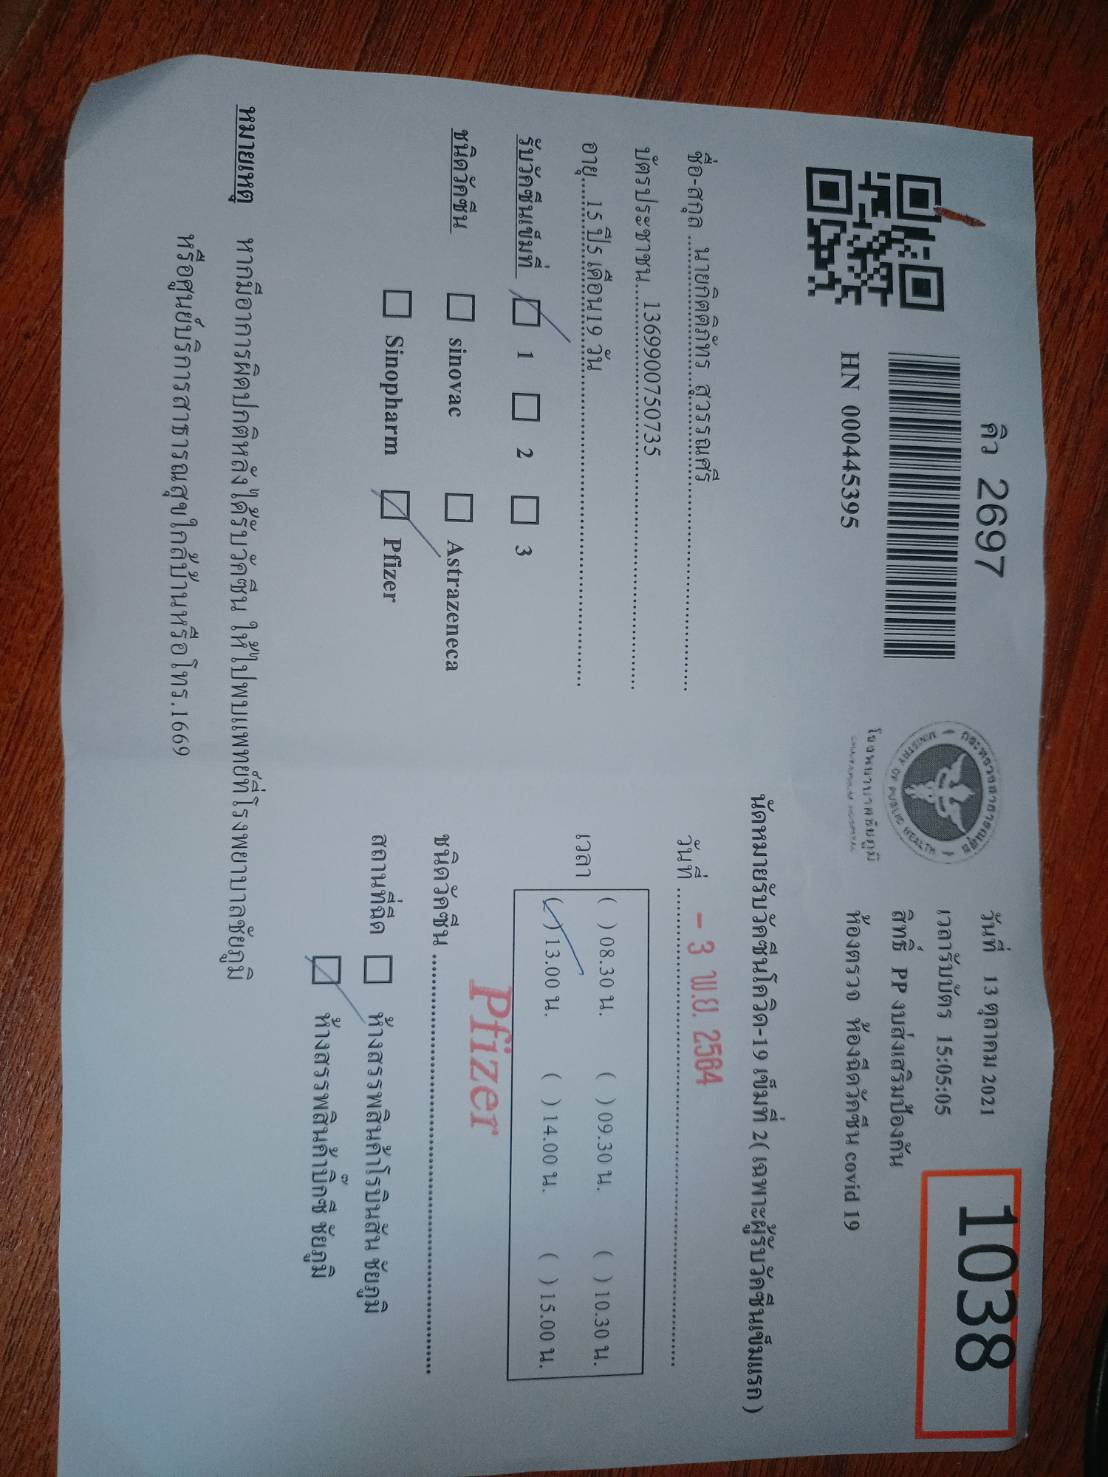 คิว 2697
HN 000445395
กระทรวงสาธารณสุข
MINISTRY OF PUBLIC HEALTH
โรงพยาบาลชัยภูมิ
CHAIYAPHUM HOSPITAL
วันที่ 13 ตุลาคม 2021
เวลารับบัตร 15:05:05
สิทธิ์ PP งบส่งเสริมป้องกัน
ห้องตรวจ ห้องฉีดวัคซีน covid 19
1038
ชื่อ-สกุล นายกิตติภัทร สุวรรณศรี
บัตรประชาชน 1369900750735
อายุ 15 ปี5 เดือน19 วัน
รับวัคซีนเข็มที่ 1 2 3
ชนิดวัคซีน sinovac Astrazeneca
Sinopharm Pfizer
นัดหมายรับวัคซีนโควิด-19 เข็มที่ 2( เฉพาะผู้รับวัคซีนเข็มแรก )
วันที่ - 3 พ.ย. 2564
เวลา ( ) 08.30 น. ( ) 09.30 น. ( ) 10.30 น.
( ) 13.00 น. ( ) 14.00 น. ( ) 15.00 น.
ชนิดวัคซีน Pfizer
สถานที่ฉีด ห้างสรรพสินค้าโรบินสัน ชัยภูมิ
ห้างสรรพสินค้าบิ๊กซี ชัยภูมิ
หมายเหตุ หากมีอาการผิดปกติหลังได้รับวัคซีน ให้ไปพบแพทย์ที่โรงพยาบาลชัยภูมิ
หรือศูนย์บริการสาธารณสุขใกล้บ้านหรือโทร.1669